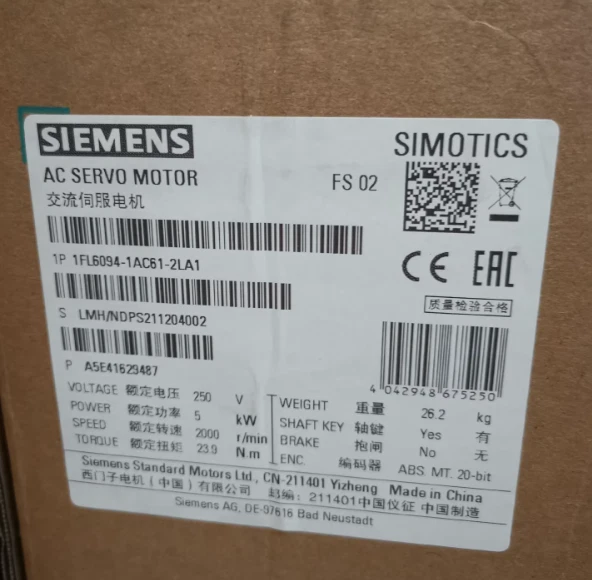 SIEMENS
SIMOTICS
AC SERVO MOTOR
FS 02
交流伺服电机
1P 1FL6094-1AC61-2LA1
CE EAC
质量检验合格
S LMH/NDPS211204002
P A5E41629487
4 042948 675250
VOLTAGE 额定电压 250 V
POWER 额定功率 5 kW
SPEED 额定转速 2000 r/min
TORQUE 额定扭矩 23.9 N.m
WEIGHT 重量 26.2 kg
SHAFT KEY 轴键 Yes 有
BRAKE 抱闸 No 无
ENC. 编码器 ABS. MT. 20-bit
Siemens Standard Motors Ltd., CN-211401 Yizheng Made in China
西门子电机（中国）有限公司 邮编：211401中国仪征 中国制造
Siemens AG, DE-97616 Bad Neustadt